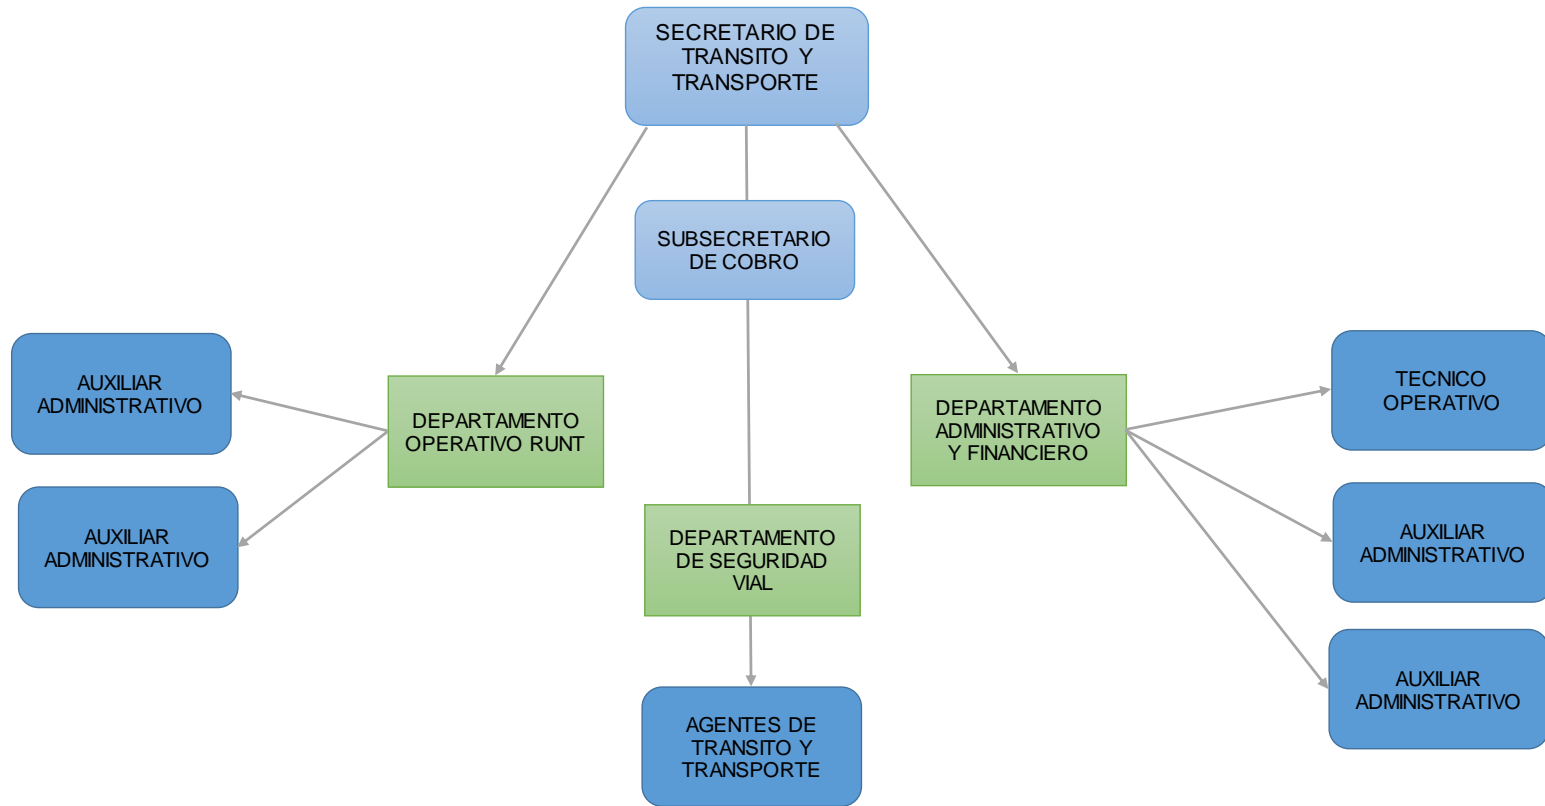 SECRETARIO DE
TRANSITO Y
TRANSPORTE
SUBSECRETARIO
DE COBRO
AUXILIAR
ADMINISTRATIVO
AUXILIAR
ADMINISTRATIVO
DEPARTAMENTO
OPERATIVO RUNT
DEPARTAMENTO
DE SEGURIDAD
VIAL
AGENTES DE
TRANSITO Y
TRANSPORTE
DEPARTAMENTO
ADMINISTRATIVO
Y FINANCIERO
TECNICO
OPERATIVO
AUXILIAR
ADMINISTRATIVO
AUXILIAR
ADMINISTRATIVO